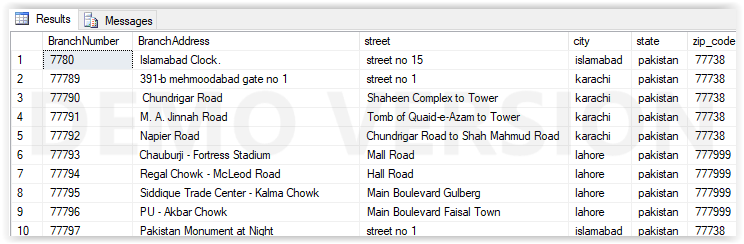 Results Messages
BranchNumber BranchAddress street city state zip_code
1 7780 Islamabad Clock. street no 15 islamabad pakistan 77738
2 77789 391-b mehmoodabad gate no 1 street no 1 karachi pakistan 77738
3 77790 Chundrigar Road Shaheen Complex to Tower karachi pakistan 77738
4 77791 M. A. Jinnah Road Tomb of Quaid-e-Azam to Tower karachi pakistan 77738
5 77792 Napier Road Chundrigar Road to Shah Mahmud Road karachi pakistan 77738
DEMO VERSION
6 77793 Chauburji - Fortress Stadium Mall Road lahore pakistan 777999
7 77794 Regal Chowk - McLeod Road Hall Road lahore pakistan 777999
8 77795 Siddique Trade Center - Kalma Chowk Main Boulevard Gulberg lahore pakistan 777999
9 77796 PU - Akbar Chowk Main Boulevard Faisal Town lahore pakistan 777999
10 77797 Pakistan Monument at Night street no 1 islamabad pakistan 77738